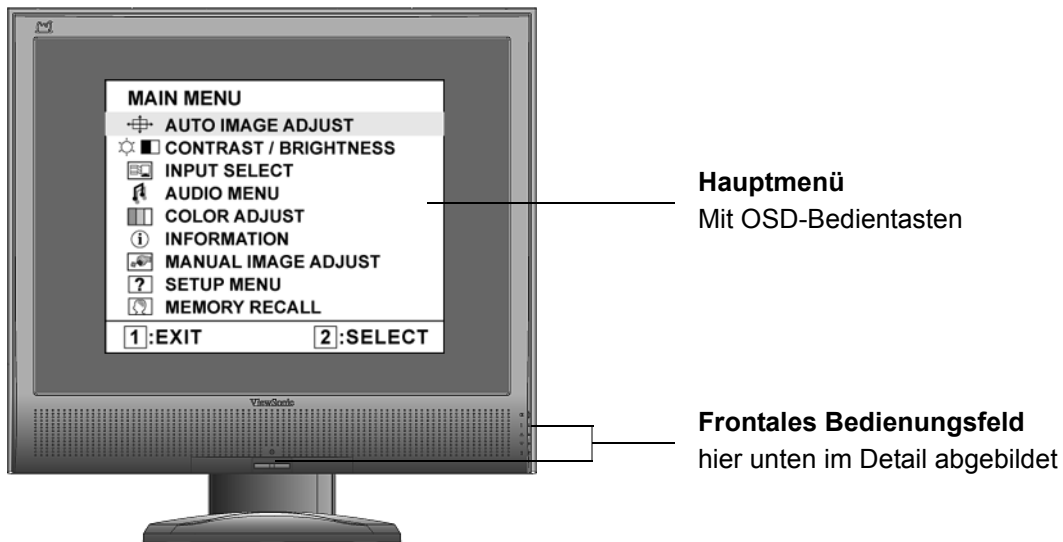 MAIN MENU
AUTO IMAGE ADJUST
CONTRAST / BRIGHTNESS
INPUT SELECT
AUDIO MENU
COLOR ADJUST
INFORMATION
MANUAL IMAGE ADJUST
? SETUP MENU
MEMORY RECALL
1:EXIT 2:SELECT
ViewSonic
Hauptmenü
Mit OSD-Bedientasten
Frontales Bedienungsfeld
hier unten im Detail abgebildet